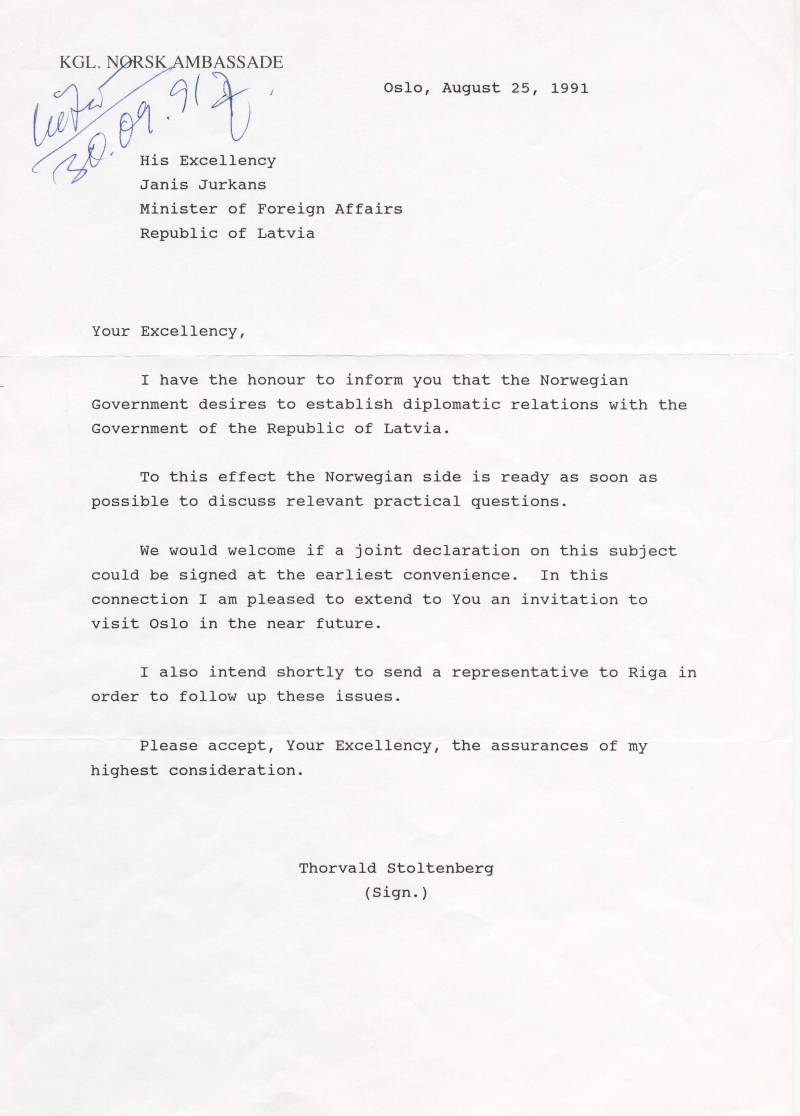 KGL. NORSK AMBASSADE
Oslo, August 25, 1991
30.09.91
His Excellency
Janis Jurkans
Minister of Foreign Affairs
Republic of Latvia
Your Excellency,
I have the honour to inform you that the Norwegian
Government desires to establish diplomatic relations with the
Government of the Republic of Latvia.
To this effect the Norwegian side is ready as soon as
possible to discuss relevant practical questions.
We would welcome if a joint declaration on this subject
could be signed at the earliest convenience. In this
connection I am pleased to extend to You an invitation to
visit Oslo in the near future.
I also intend shortly to send a representative to Riga in
order to follow up these issues.
Please accept, Your Excellency, the assurances of my
highest consideration.
Thorvald Stoltenberg
(Sign.)